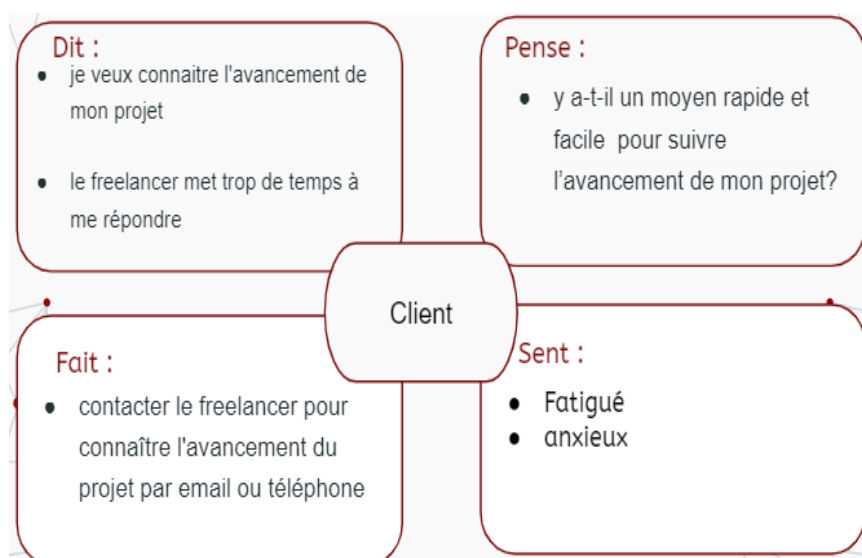 Dit :
● je veux connaitre l'avancement de
mon projet
● le freelancer met trop de temps à
me répondre
Pense :
● y a-t-il un moyen rapide et
facile pour suivre
l'avancement de mon projet?
Client
Fait :
● contacter le freelancer pour
connaître l'avancement du
projet par email ou téléphone
Sent :
● Fatigué
● anxieux